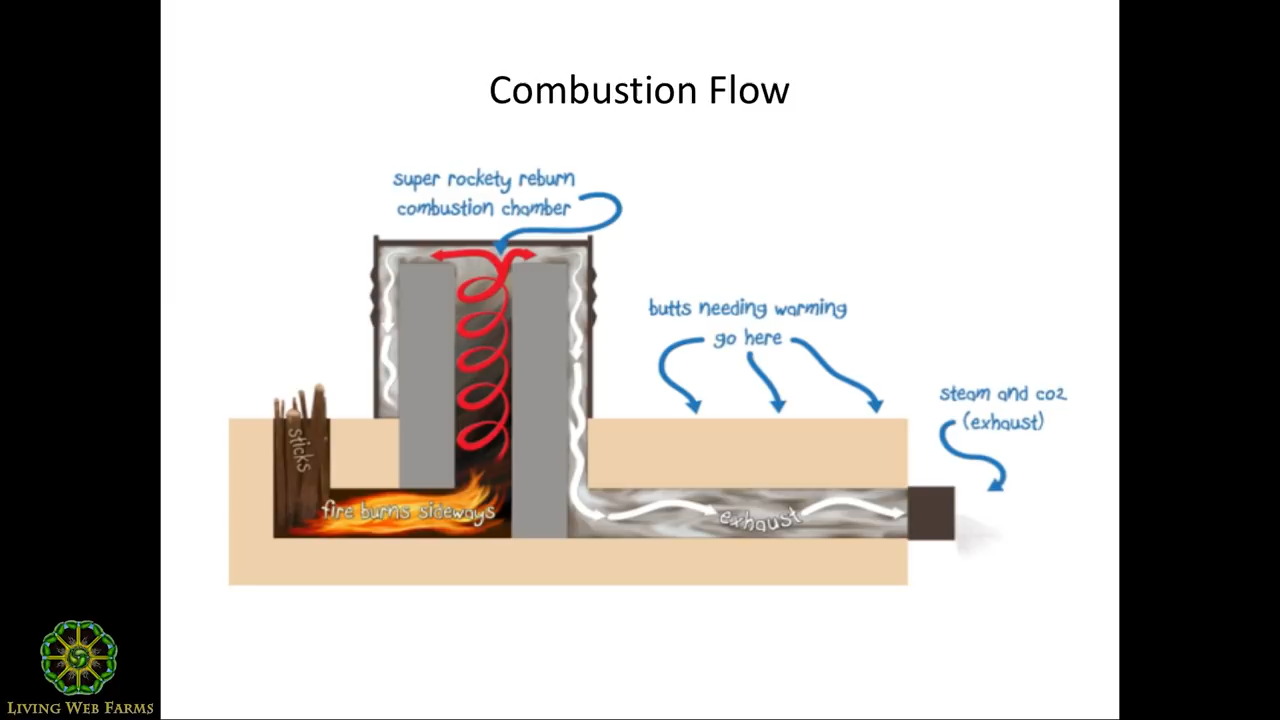 Combustion Flow
super rockety reburn
combustion chamber
butts needing warming
go here
steam and co2
(exhaust)
sticks
fire burns sideways
exhaust
LIVING WEB FARMS